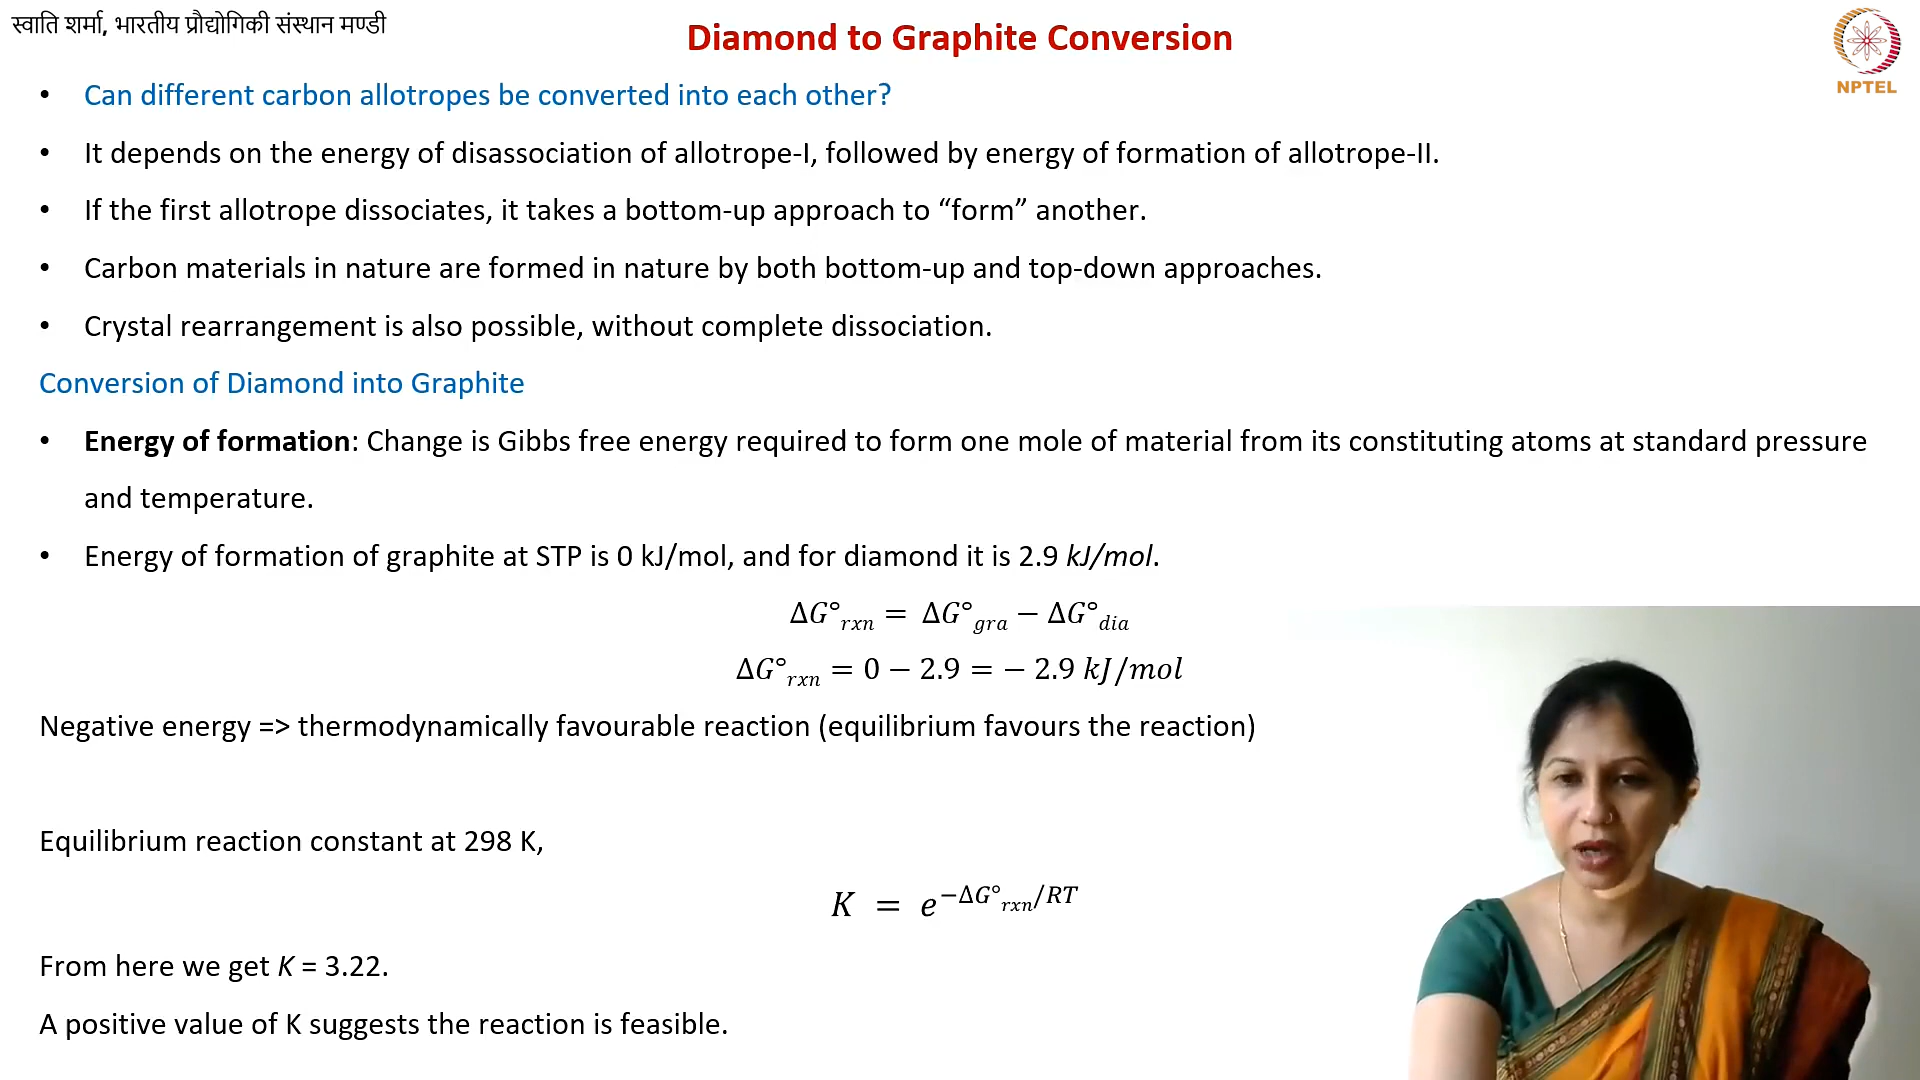 स्वाति शर्मा, भारतीय प्रौद्योगिकी संस्थान मण्डी
Diamond to Graphite Conversion
NPTEL
• Can different carbon allotropes be converted into each other?
• It depends on the energy of disassociation of allotrope-I, followed by energy of formation of allotrope-II.
• If the first allotrope dissociates, it takes a bottom-up approach to “form” another.
• Carbon materials in nature are formed in nature by both bottom-up and top-down approaches.
• Crystal rearrangement is also possible, without complete dissociation.
Conversion of Diamond into Graphite
• Energy of formation: Change is Gibbs free energy required to form one mole of material from its constituting atoms at standard pressure
and temperature.
• Energy of formation of graphite at STP is 0 kJ/mol, and for diamond it is 2.9 kJ/mol.
ΔG°rxn = ΔG°gra − ΔG°dia
ΔG°rxn = 0 − 2.9 = − 2.9 kJ/mol
Negative energy => thermodynamically favourable reaction (equilibrium favours the reaction)
Equilibrium reaction constant at 298 K,
K = e^−ΔG°rxn/RT
From here we get K = 3.22.
A positive value of K suggests the reaction is feasible.